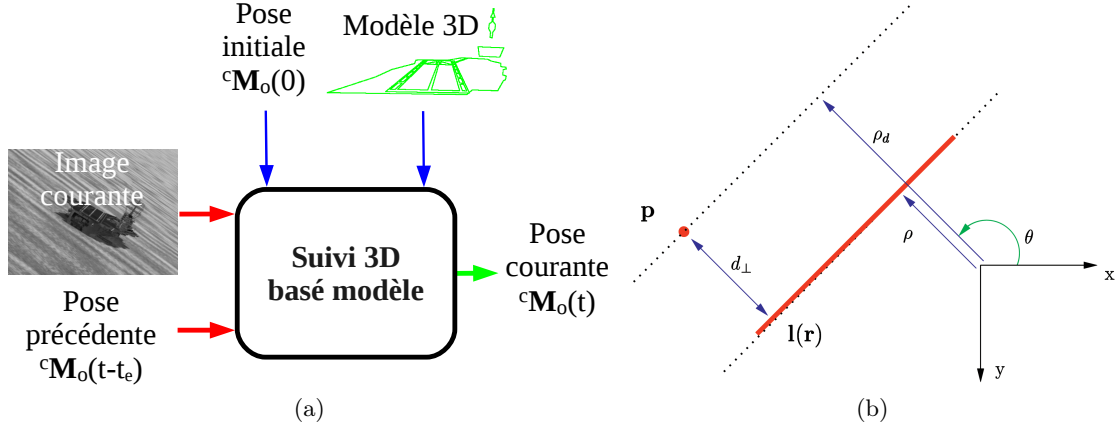 Pose
initiale
ᶜMₒ(0)
Modèle 3D
Image
courante
Suivi 3D
basé modèle
Pose
courante
ᶜMₒ(t)
Pose
précédente
ᶜMₒ(t-tₑ)
(a)
ρ_d
p
ρ
θ
d⊥
x
l(r)
y
(b)